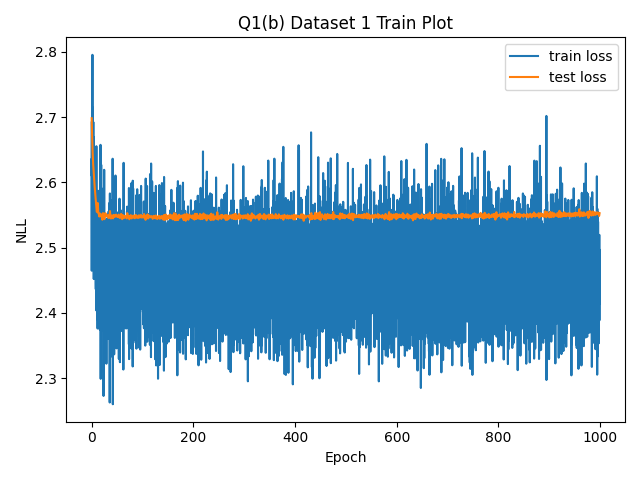 Q1(b) Dataset 1 Train Plot
train loss
test loss
NLL
2.8
2.7
2.6
2.5
2.4
2.3
0 200 400 600 800 1000
Epoch